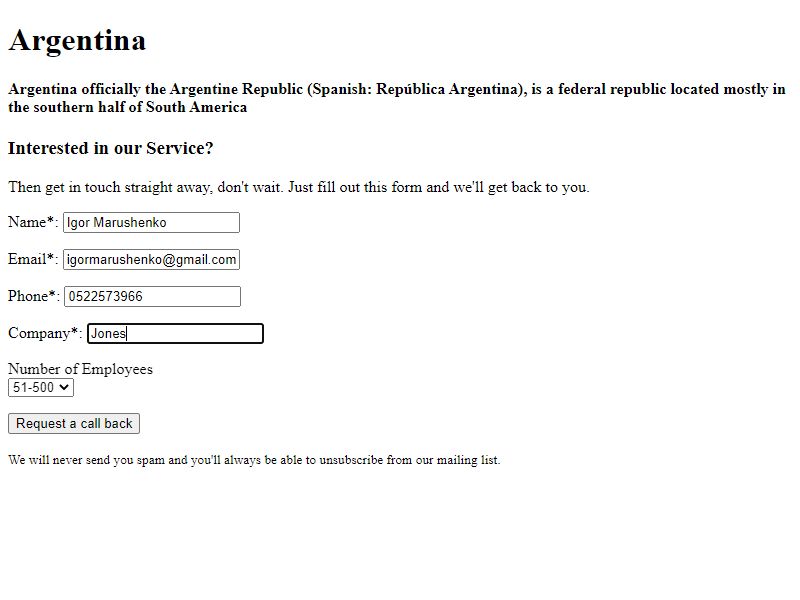 Argentina
Argentina officially the Argentine Republic (Spanish: República Argentina), is a federal republic located mostly in
the southern half of South America
Interested in our Service?
Then get in touch straight away, don't wait. Just fill out this form and we'll get back to you.
Name*: Igor Marushenko
Email*: igormarushenko@gmail.com
Phone*: 0522573966
Company*: Jones
Number of Employees
51-500
Request a call back
We will never send you spam and you'll always be able to unsubscribe from our mailing list.